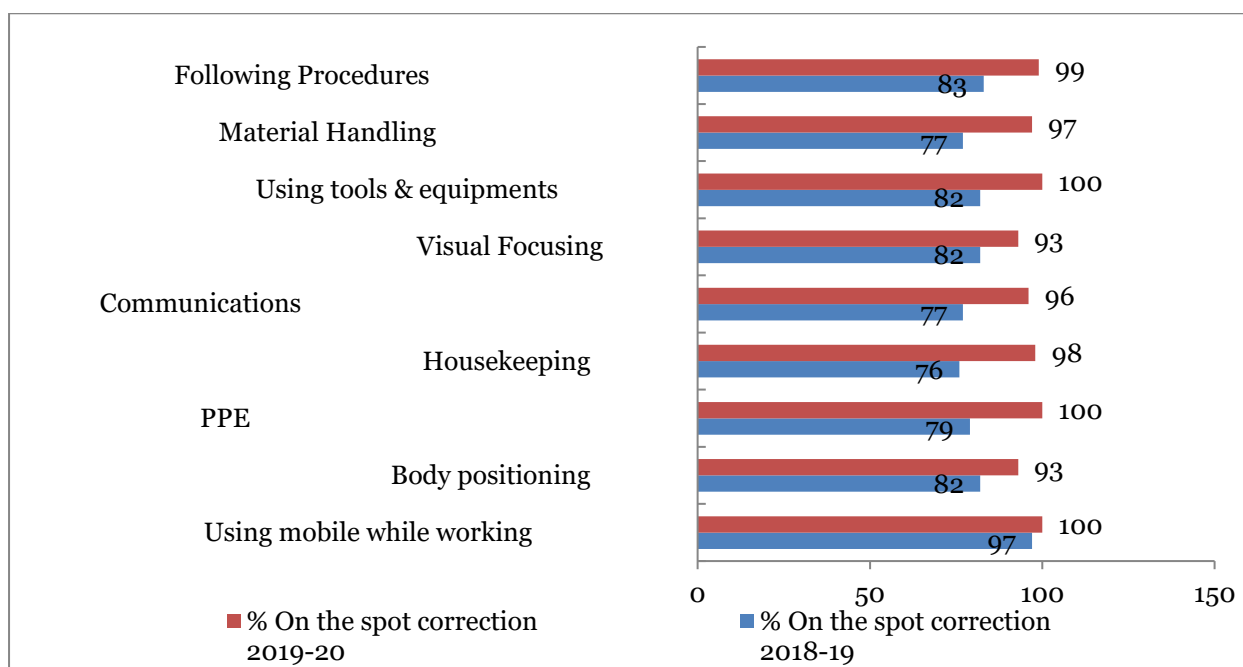 Following Procedures 83 99
Material Handling 77 97
Using tools & equipments 82 100
Visual Focusing 82 93
Communications 77 96
Housekeeping 76 98
PPE 79 100
Body positioning 82 93
Using mobile while working 97 100
0 50 100 150
% On the spot correction
2019-20
% On the spot correction
2018-19